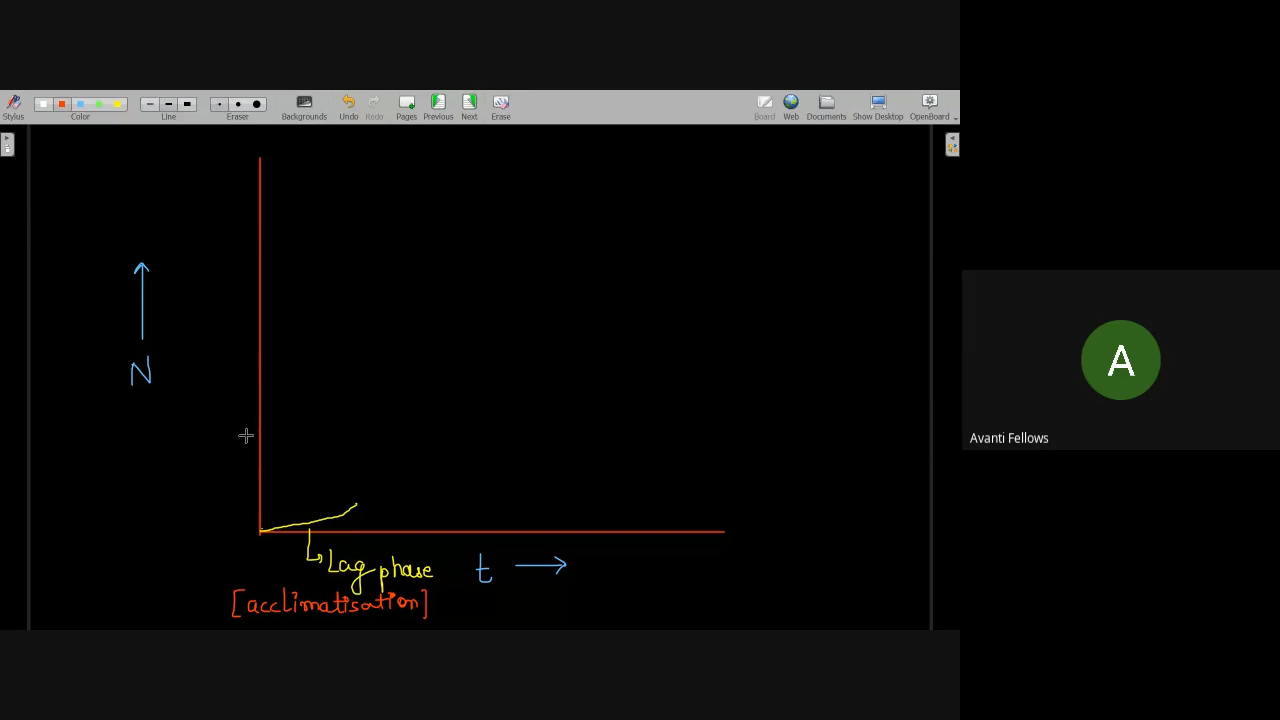 Stylus
Color
Line
Eraser
Backgrounds
Undo
Redo
Pages
Previous
Next
Erase
Board
Web
Documents
Show Desktop
OpenBoard
N
Lag phase
t
[acclimatisation]
A
Avanti Fellows